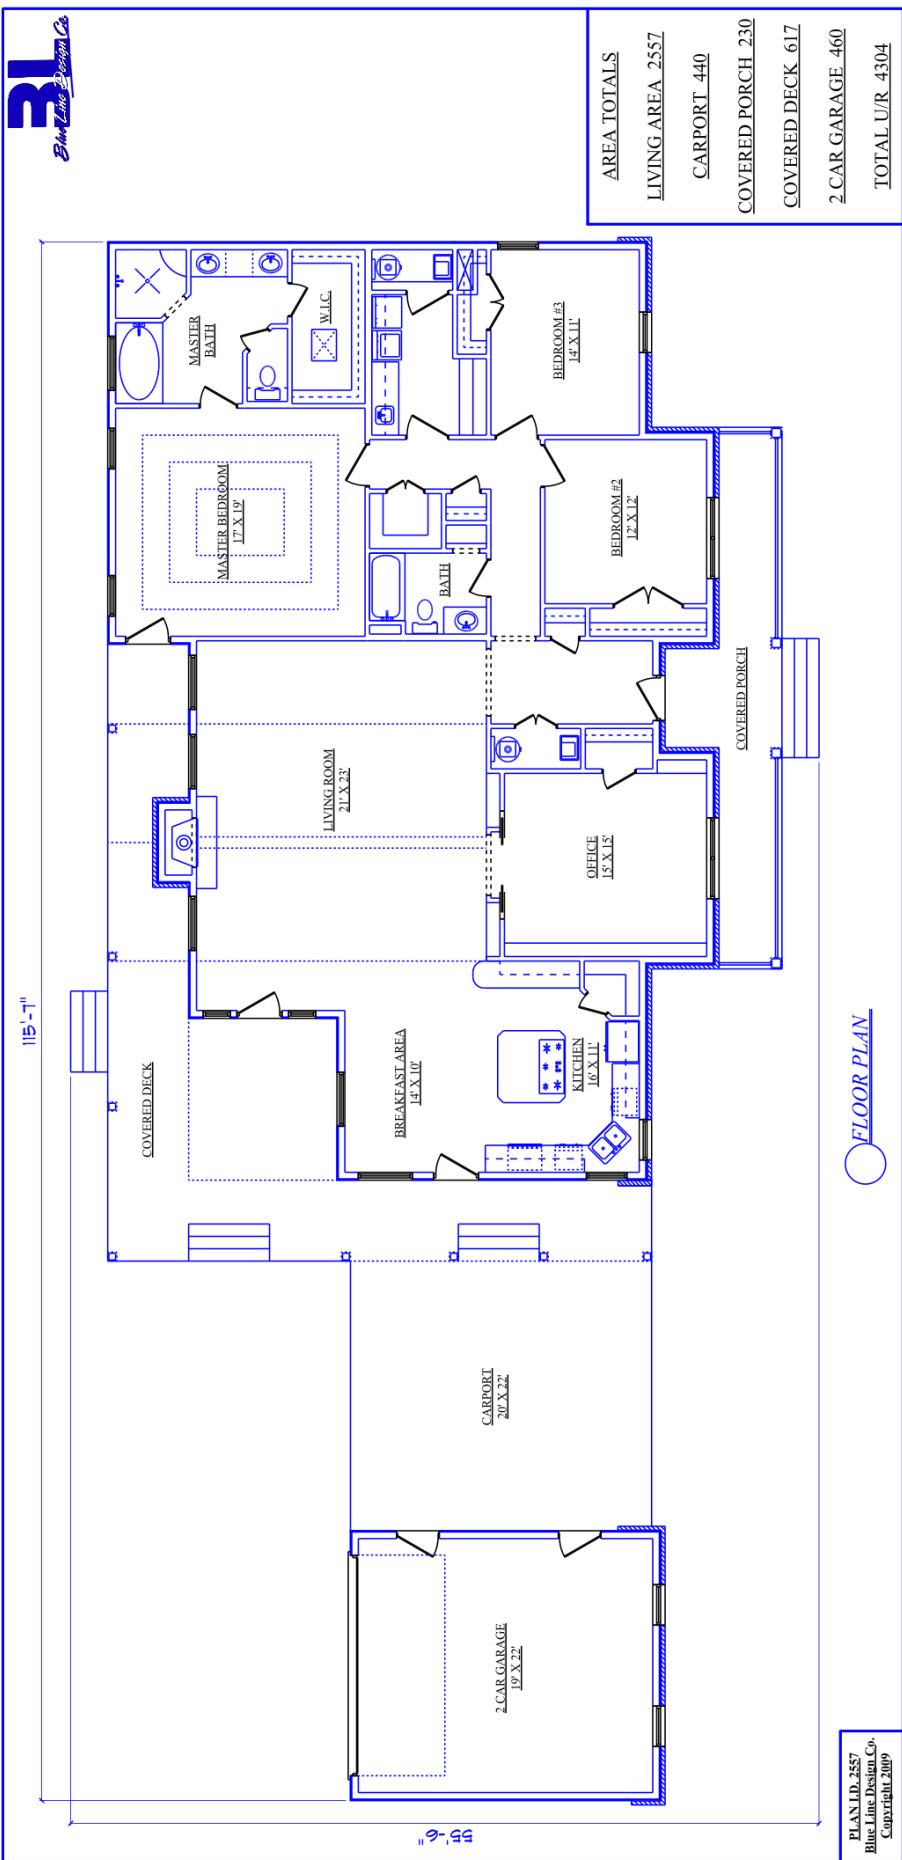 3L
Blue Line Design Co.
AREA TOTALS
LIVING AREA 2557
CARPORT 440
COVERED PORCH 230
COVERED DECK 617
2 CAR GARAGE 460
TOTAL U/R 4304
115'-7"
55'-6"
MASTER
BATH
W.I.C.
MASTER BEDROOM
17' X 19'
BEDROOM #3
14' X 11'
BEDROOM #2
12' X 12'
BATH
LIVING ROOM
21' X 23'
COVERED PORCH
OFFICE
15' X 15'
COVERED DECK
BREAKFAST AREA
14' X 10'
KITCHEN
16' X 11'
CARPORT
20' X 22'
2 CAR GARAGE
19' X 22'
FLOOR PLAN
PLAN I.D. 2557
Blue Line Design Co.
Copyright 2009